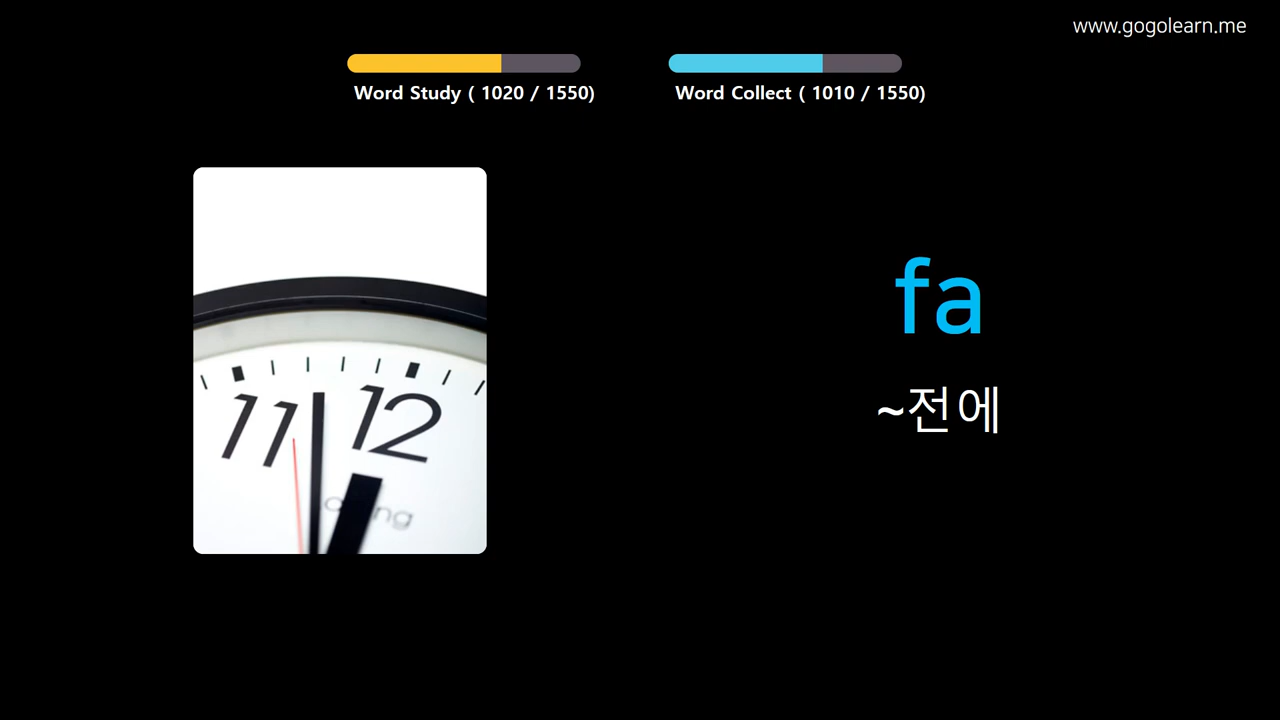 www.gogolearn.me
Word Study ( 1020 / 1550)
Word Collect ( 1010 / 1550)
fa
~전에
11
12